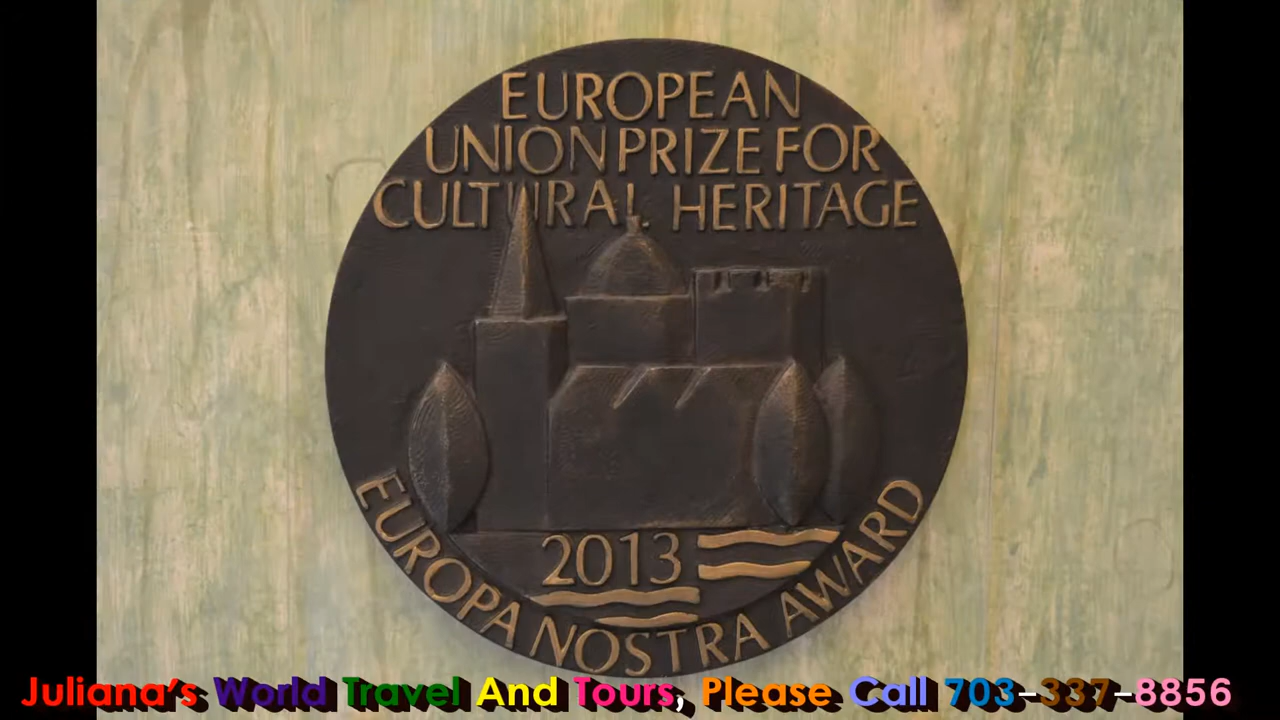 EUROPEAN
UNION PRIZE FOR
CULTURAL HERITAGE
2013
EUROPA NOSTRA AWARD
Juliana's World Travel And Tours, Please Call 703-337-8856